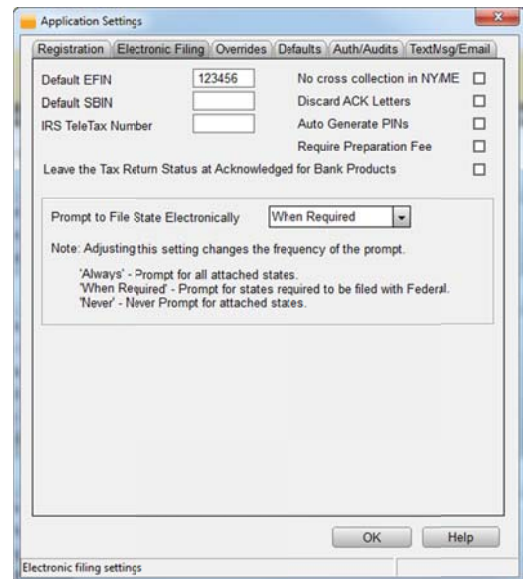 Application Settings
Registration Electronic Filing Overrides Defaults Auth/Audits TextMsg/Email
Default EFIN 123456 No cross collection in NY/ME
Default SBIN Discard ACK Letters
IRS TeleTax Number Auto Generate PINs
Require Preparation Fee
Leave the Tax Return Status at Acknowledged for Bank Products
Prompt to File State Electronically When Required
Note: Adjusting this setting changes the frequency of the prompt.
'Always' - Prompt for all attached states.
'When Required' - Prompt for states required to be filed with Federal.
'Never' - Never Prompt for attached states.
OK Help
Electronic filing settings